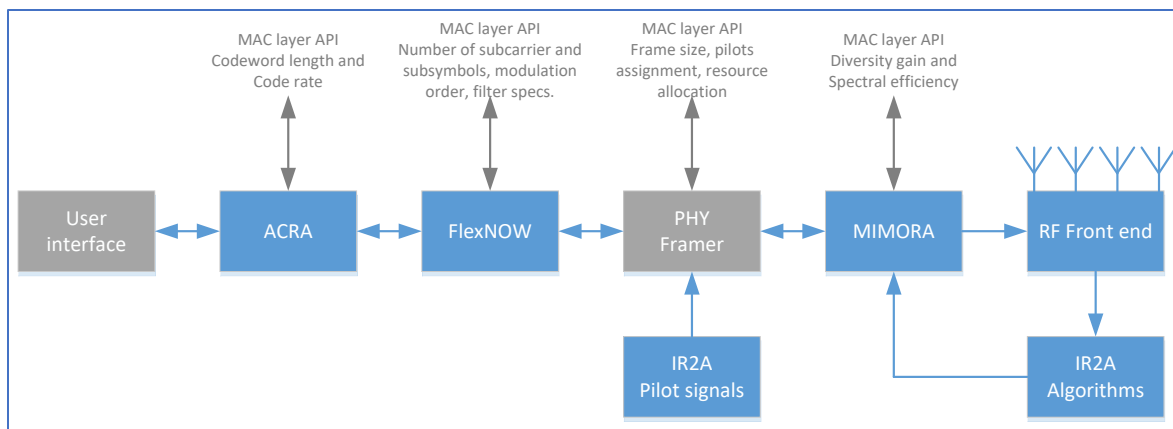 MAC layer API
Codeword length and
Code rate
MAC layer API
Number of subcarrier and
subsymbols, modulation
order, filter specs.
MAC layer API
Frame size, pilots
assignment, resource
allocation
MAC layer API
Diversity gain and
Spectral efficiency
User
interface
ACRA
FlexNOW
PHY
Framer
MIMORA
RF Front end
IR2A
Pilot signals
IR2A
Algorithms